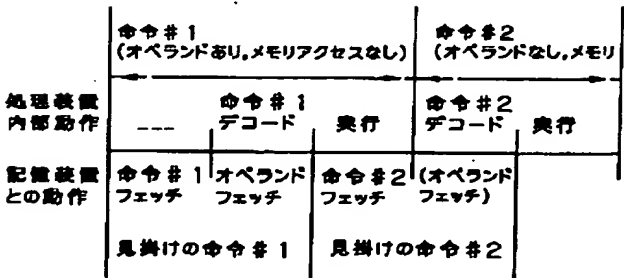 命令#1
(オペランドあり,メモリアクセスなし)
命令#2
(オペランドなし,メモリ
処理装置
内部動作
---
命令#1
デコード
実行
命令#2
デコード
実行
記憶装置
との動作
命令#1
フェッチ
オペランド
フェッチ
命令#2
フェッチ
(オペランド
フェッチ)
見掛けの命令#1
見掛けの命令#2